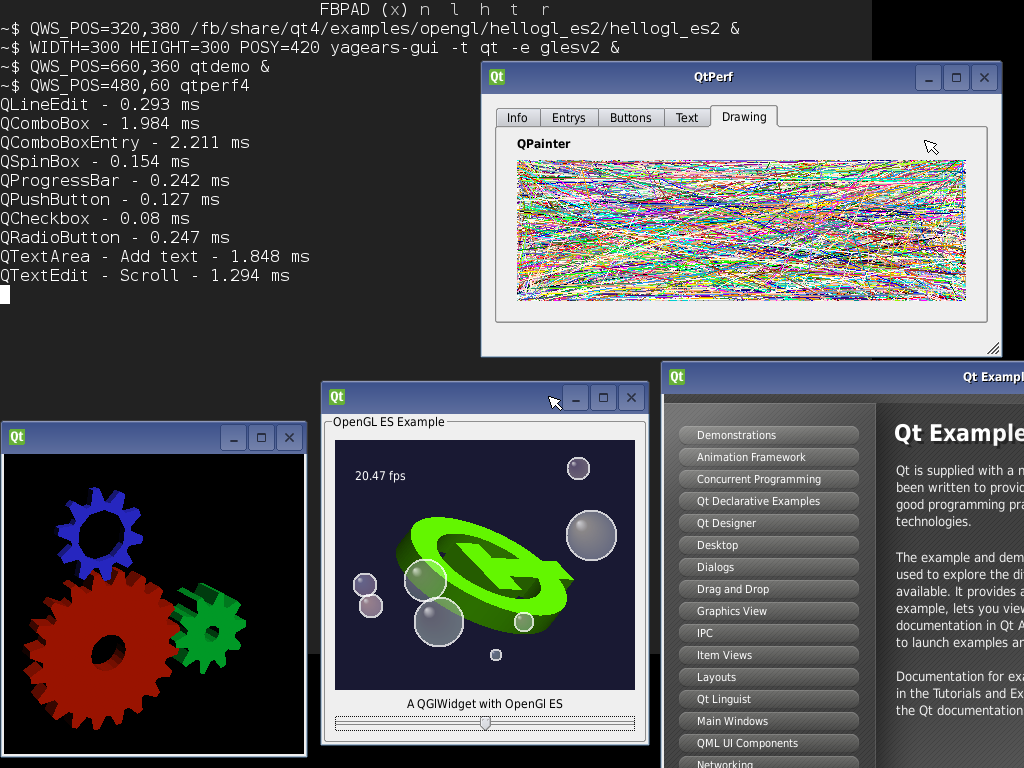 FBPAD (x) n l h t r
~$ QWS_POS=320,380 /fb/share/qt4/examples/opengl/hellogl_es2/hellogl_es2 &
~$ WIDTH=300 HEIGHT=300 POSY=420 yagears-gui -t qt -e glesv2 &
~$ QWS_POS=660,360 qtdemo &
~$ QWS_POS=480,60 qtperf4
QLineEdit - 0.293 ms
QComboBox - 1.984 ms
QComboBoxEntry - 2.211 ms
QSpinBox - 0.154 ms
QProgressBar - 0.242 ms
QPushButton - 0.127 ms
QCheckbox - 0.08 ms
QRadioButton - 0.247 ms
QTextArea - Add text - 1.848 ms
QTextEdit - Scroll - 1.294 ms
Qt QtPerf
Info Entrys Buttons Text Drawing
QPainter
Qt
Qt
OpenGL ES Example
20.47 fps
A QGlWidget with OpenGl ES
Qt Qt Exampl
Demonstrations
Animation Framework
Concurrent Programming
Qt Declarative Examples
Qt Designer
Desktop
Dialogs
Drag and Drop
Graphics View
IPC
Item Views
Layouts
Qt Linguist
Main Windows
QML UI Components
Networking
Qt Example
Qt is supplied with a n
been written to provid
good programming pra
technologies.
The example and dem
used to explore the di
available. It provides a
example, lets you view
documentation in Qt A
to launch examples an
Documentation for exa
in the Tutorials and Ex
the Qt documentation